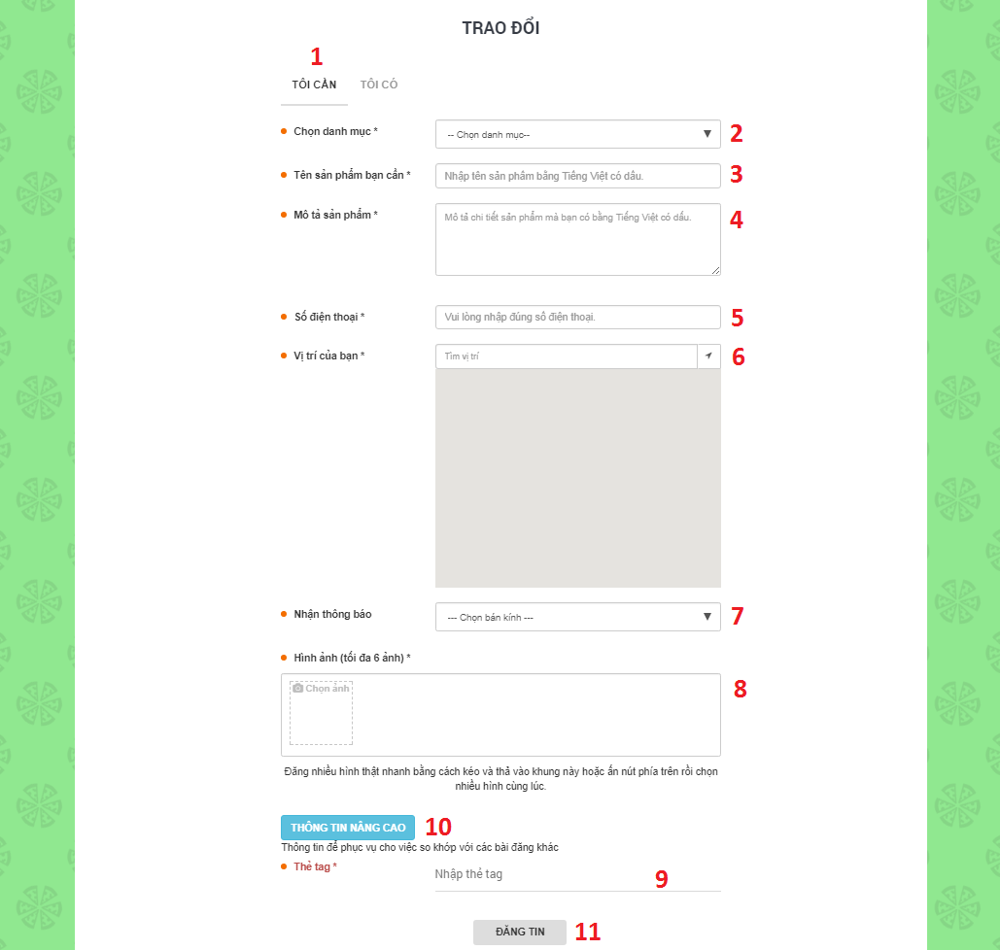 TRAO ĐỔI
1
TÔI CẦN TÔI CÓ
Chọn danh mục * -- Chọn danh mục-- 2
Tên sản phẩm bạn cần * Nhập tên sản phẩm bằng Tiếng Việt có dấu. 3
Mô tả sản phẩm * Mô tả chi tiết sản phẩm mà bạn có bằng Tiếng Việt có dấu. 4
Số điện thoại * Vui lòng nhập đúng số điện thoại. 5
Vị trí của bạn * Tìm vị trí 6
Nhận thông báo --- Chọn bán kính --- 7
Hình ảnh (tối đa 6 ảnh) *
Chọn ảnh 8
Đăng nhiều hình thật nhanh bằng cách kéo và thả vào khung này hoặc ấn nút phía trên rồi chọn
nhiều hình cùng lúc.
THÔNG TIN NÂNG CAO 10
Thông tin để phục vụ cho việc so khớp với các bài đăng khác
Thẻ tag * Nhập thẻ tag 9
ĐĂNG TIN 11